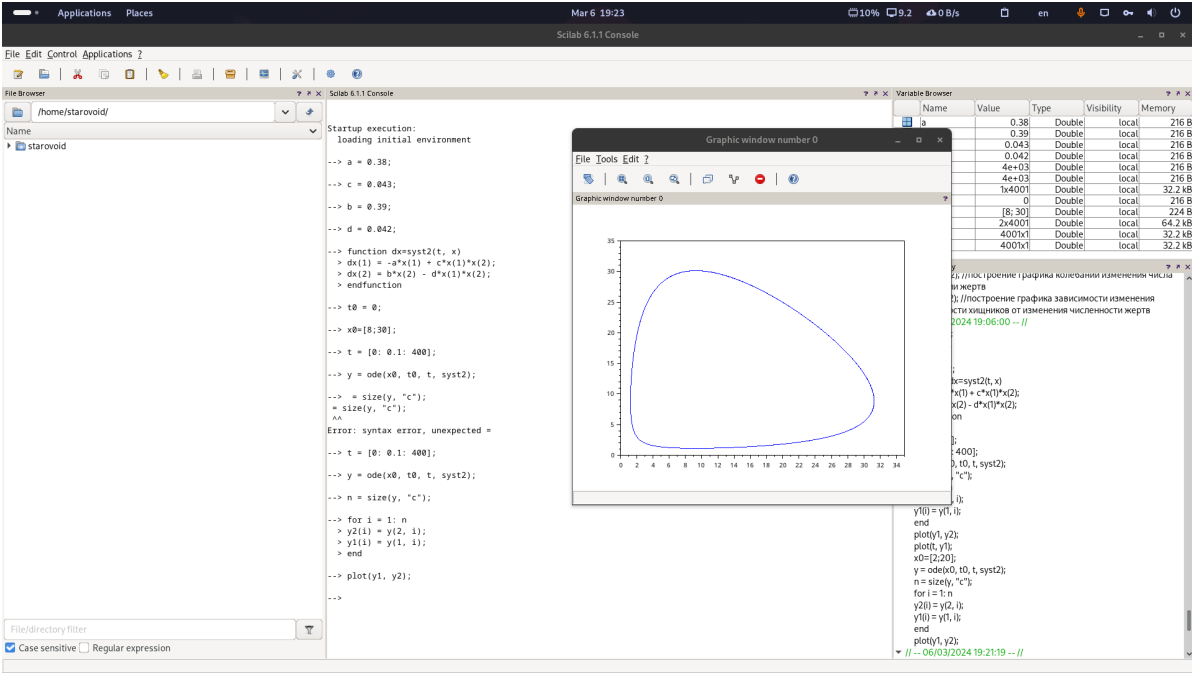 Applications Places Mar 6 19:23 10% 9.2 0 B/s en
Scilab 6.1.1 Console
File Edit Control Applications ?
File Browser ? Scilab 6.1.1 Console ? Variable Browser ?
/home/starovoid/
Name
starovoid
File/directory filter
Case sensitive Regular expression
Startup execution:
loading initial environment
--> a = 0.38;
--> c = 0.043;
--> b = 0.39;
--> d = 0.042;
--> function dx=syst2(t, x)
> dx(1) = -a*x(1) + c*x(1)*x(2);
> dx(2) = b*x(2) - d*x(1)*x(2);
> endfunction
--> t0 = 0;
--> x0=[8;30];
--> t = [0: 0.1: 400];
--> y = ode(x0, t0, t, syst2);
-->  = size(y, "c");
= size(y, "c");
^^
Error: syntax error, unexpected =
--> t = [0: 0.1: 400];
--> y = ode(x0, t0, t, syst2);
--> n = size(y, "c");
--> for i = 1: n
> y2(i) = y(2, i);
> y1(i) = y(1, i);
> end
--> plot(y1, y2);
-->
Graphic window number 0
File Tools Edit ?
Graphic window number 0 ?
35
30
25
20
15
10
5
0
0 2 4 6 8 10 12 14 16 18 20 22 24 26 28 30 32 34
Name Value Type Visibility Memory
a 0.38 Double local 216 B
0.39 Double local 216 B
0.043 Double local 216 B
0.042 Double local 216 B
4e+03 Double local 216 B
4e+03 Double local 216 B
1x4001 Double local 32.2 kB
0 Double local 216 B
[8; 30] Double local 224 B
2x4001 Double local 64.2 kB
4001x1 Double local 32.2 kB
4001x1 Double local 32.2 kB
y ?
2); //построение графика колебаний изменения числа
и жертв
2); //построение графика зависимости изменения
сти хищников от изменения численности жертв
2024 19:06:00 -- //
;
;
dx=syst2(t, x)
*x(1) + c*x(1)*x(2);
x(2) - d*x(1)*x(2);
on
];
: 400];
0, t0, t, syst2);
, "c");
, i);
y1(i) = y(1, i);
end
plot(y1, y2);
plot(t, y1);
x0=[2;20];
y = ode(x0, t0, t, syst2);
n = size(y, "c");
for i = 1: n
y2(i) = y(2, i);
y1(i) = y(1, i);
end
plot(y1, y2);
// -- 06/03/2024 19:21:19 -- //